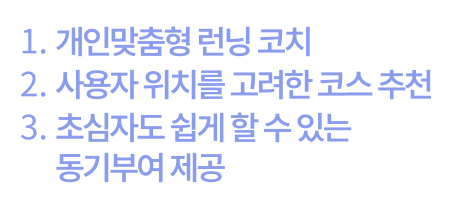 1. 개인맞춤형 런닝 코치
2. 사용자 위치를 고려한 코스 추천
3. 초심자도 쉽게 할 수 있는
동기부여 제공